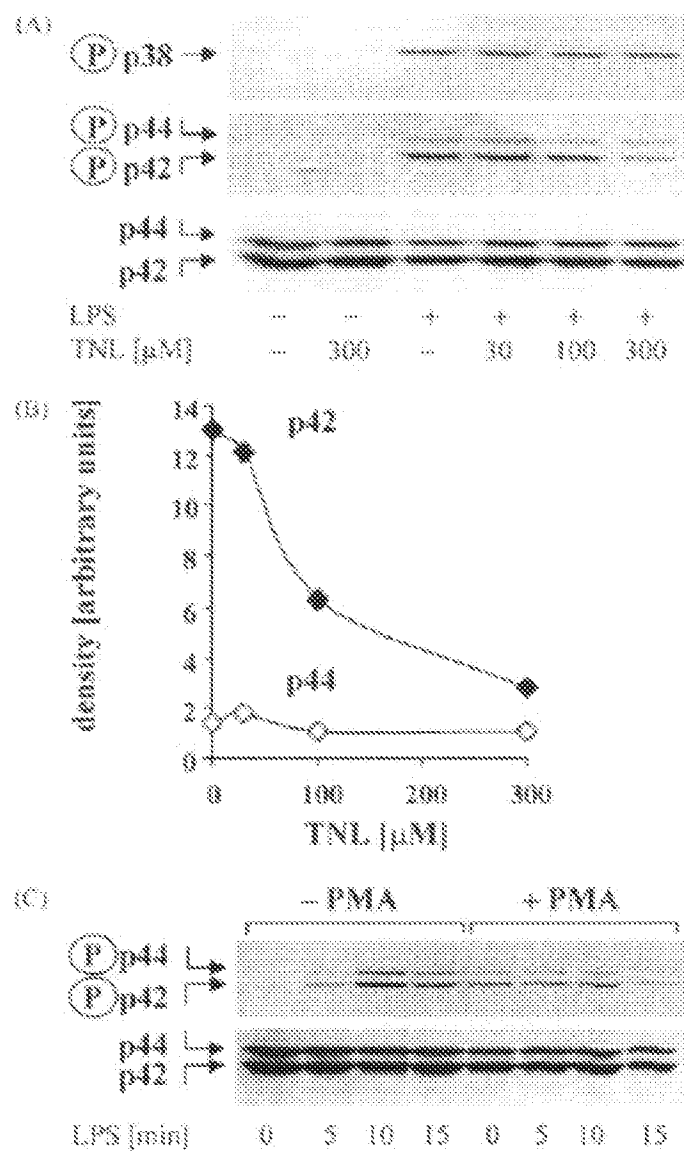 (A)
P p38
P p44
P p42
p44
p42
LPS – – + + + +
TNL [μM] – 300 – 30 100 300
(B)
density [arbitrary units]
14
12
10
8
6
4
2
0
p42
p44
0 100 200 300
TNL [μM]
(C)
– PMA + PMA
P p44
P p42
p44
p42
LPS [min] 0 5 10 15 0 5 10 15